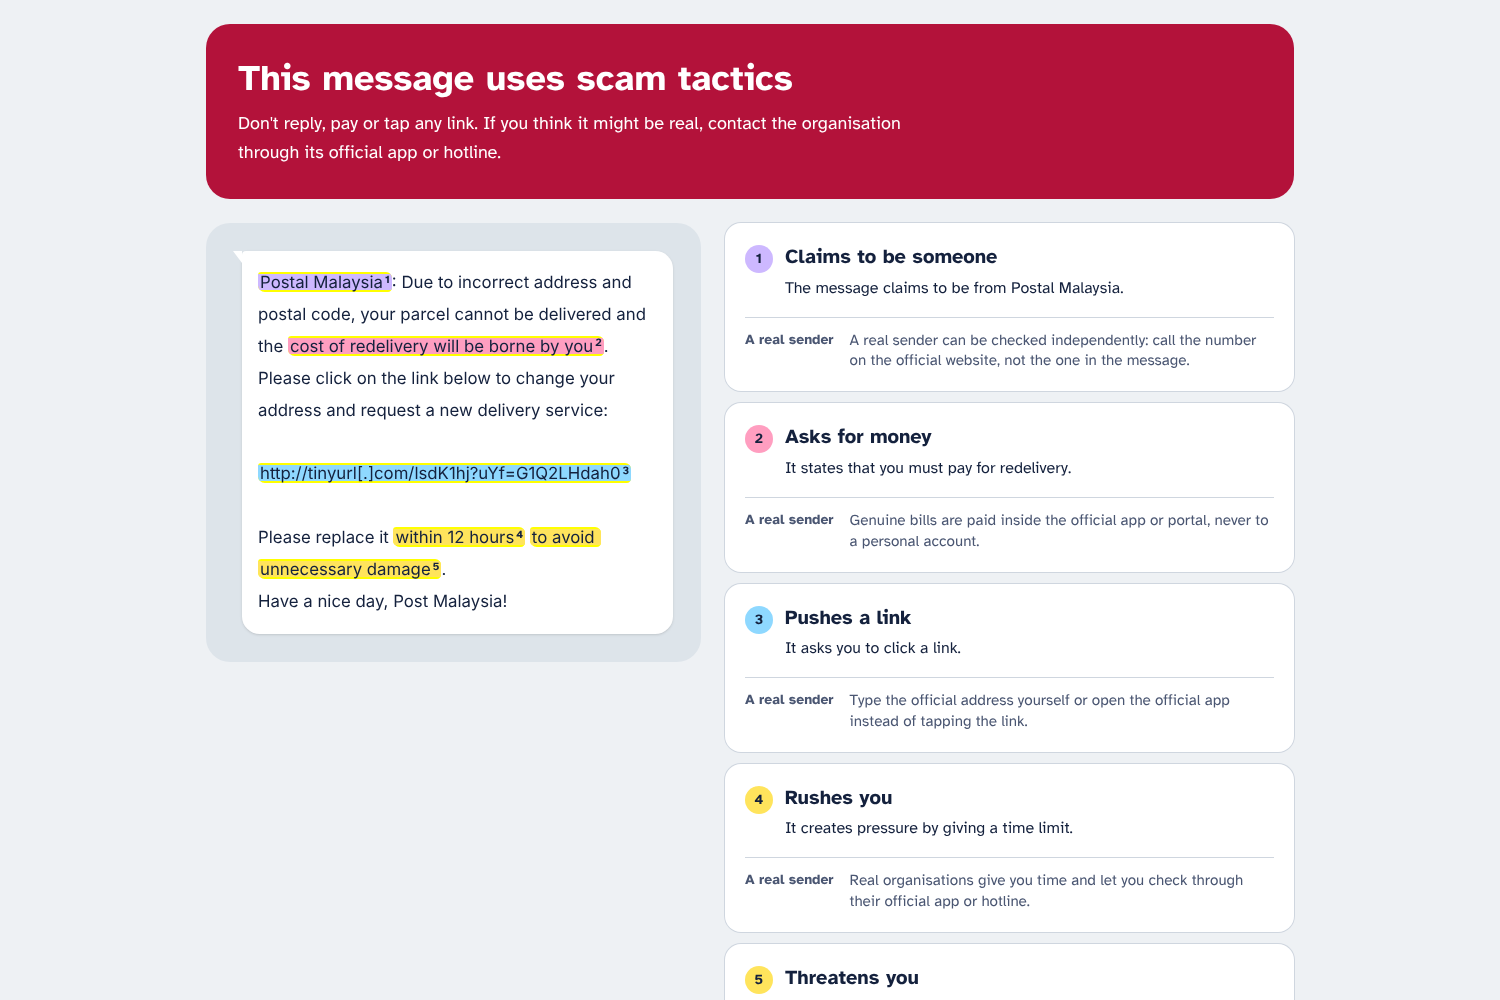 This message uses scam tactics
Don't reply, pay or tap any link. If you think it might be real, contact the organisation
through its official app or hotline.
Postal Malaysia¹: Due to incorrect address and
postal code, your parcel cannot be delivered and
the cost of redelivery will be borne by you².
Please click on the link below to change your
address and request a new delivery service:
http://tinyurl[.]com/lsdK1hj?uYf=G1Q2LHdah0³
Please replace it within 12 hours⁴ to avoid
unnecessary damage⁵.
Have a nice day, Post Malaysia!
1 Claims to be someone
The message claims to be from Postal Malaysia.
A real sender A real sender can be checked independently: call the number
on the official website, not the one in the message.
2 Asks for money
It states that you must pay for redelivery.
A real sender Genuine bills are paid inside the official app or portal, never to
a personal account.
3 Pushes a link
It asks you to click a link.
A real sender Type the official address yourself or open the official app
instead of tapping the link.
4 Rushes you
It creates pressure by giving a time limit.
A real sender Real organisations give you time and let you check through
their official app or hotline.
5 Threatens you